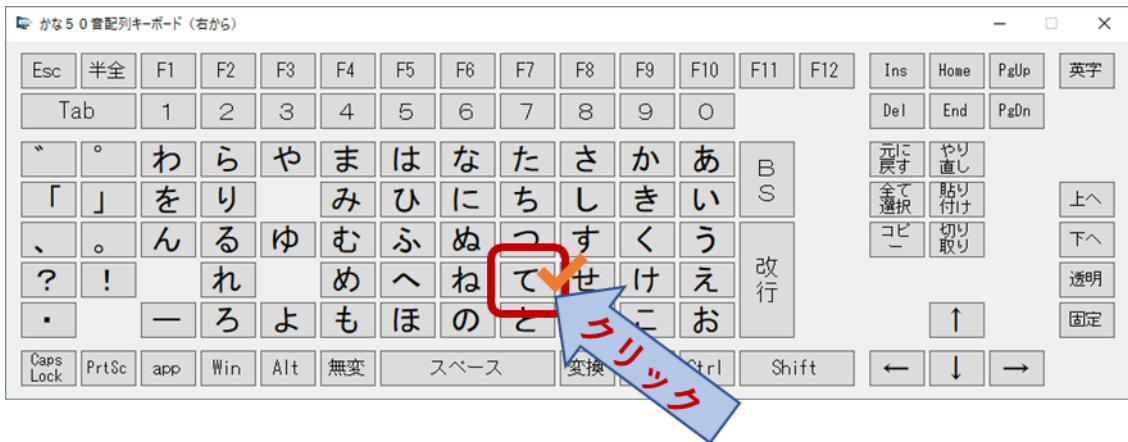 かな５０音配列キーボード（右から）
Esc 半全 F1 F2 F3 F4 F5 F6 F7 F8 F9 F10 F11 F12 Ins Home PgUp 英字
Tab 1 2 3 4 5 6 7 8 9 0 Del End PgDn
゛ ゜ わ ら や ま は な た さ か あ BS 元に戻す やり直し
「 」 を り み ひ に ち し き い 全て選択 貼り付け 上へ
、 。 ん る ゆ む ふ ぬ つ す く う 改行 コピー 切り取り 下へ
？ ！ れ め へ ね て せ け え 透明
・ ー ろ よ も ほ の と こ お ↑ 固定
Caps Lock PrtSc app Win Alt 無変 スペース 変換 Ctrl Shift ← ↓ →
クリック